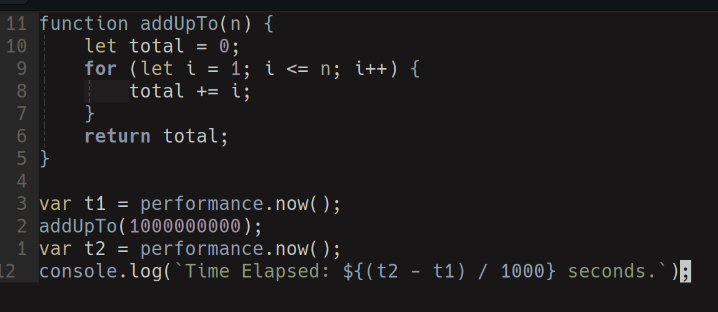 11 function addUpTo(n) {
10     let total = 0;
9     for (let i = 1; i <= n; i++) {
8         total += i;
7     }
6     return total;
5 }
4
3 var t1 = performance.now();
2 addUpTo(1000000000);
1 var t2 = performance.now();
12 console.log(`Time Elapsed: ${(t2 - t1) / 1000} seconds.`);